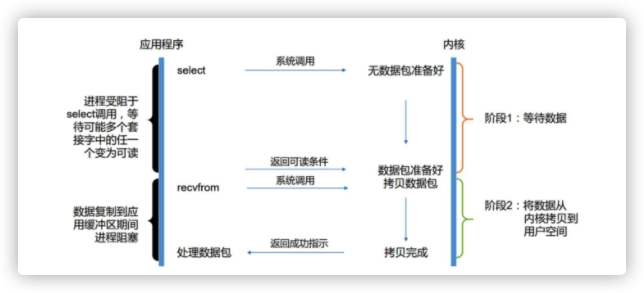 应用程序
内核
系统调用
select
无数据包准备好
进程受阻于
select调用，等
待可能多个套
接字中的任一
个变为可读
阶段1：等待数据
返回可读条件
数据包准备好
系统调用
拷贝数据包
recvfrom
数据复制到应
用缓冲区期间
进程阻塞
阶段2：将数据从
内核拷贝到
用户空间
返回成功指示
处理数据包
拷贝完成